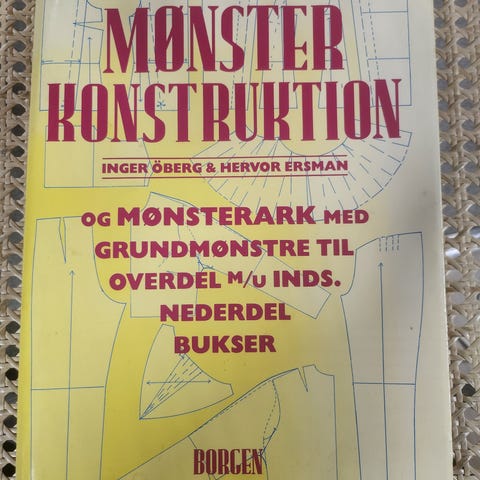 MØNSTER
KONSTRUKTION
INGER ÖBERG & HERVOR ERSMAN
OG MØNSTERARK MED
GRUNDMØNSTRE TIL
OVERDEL M/U INDS.
NEDERDEL
BUKSER
BORGEN